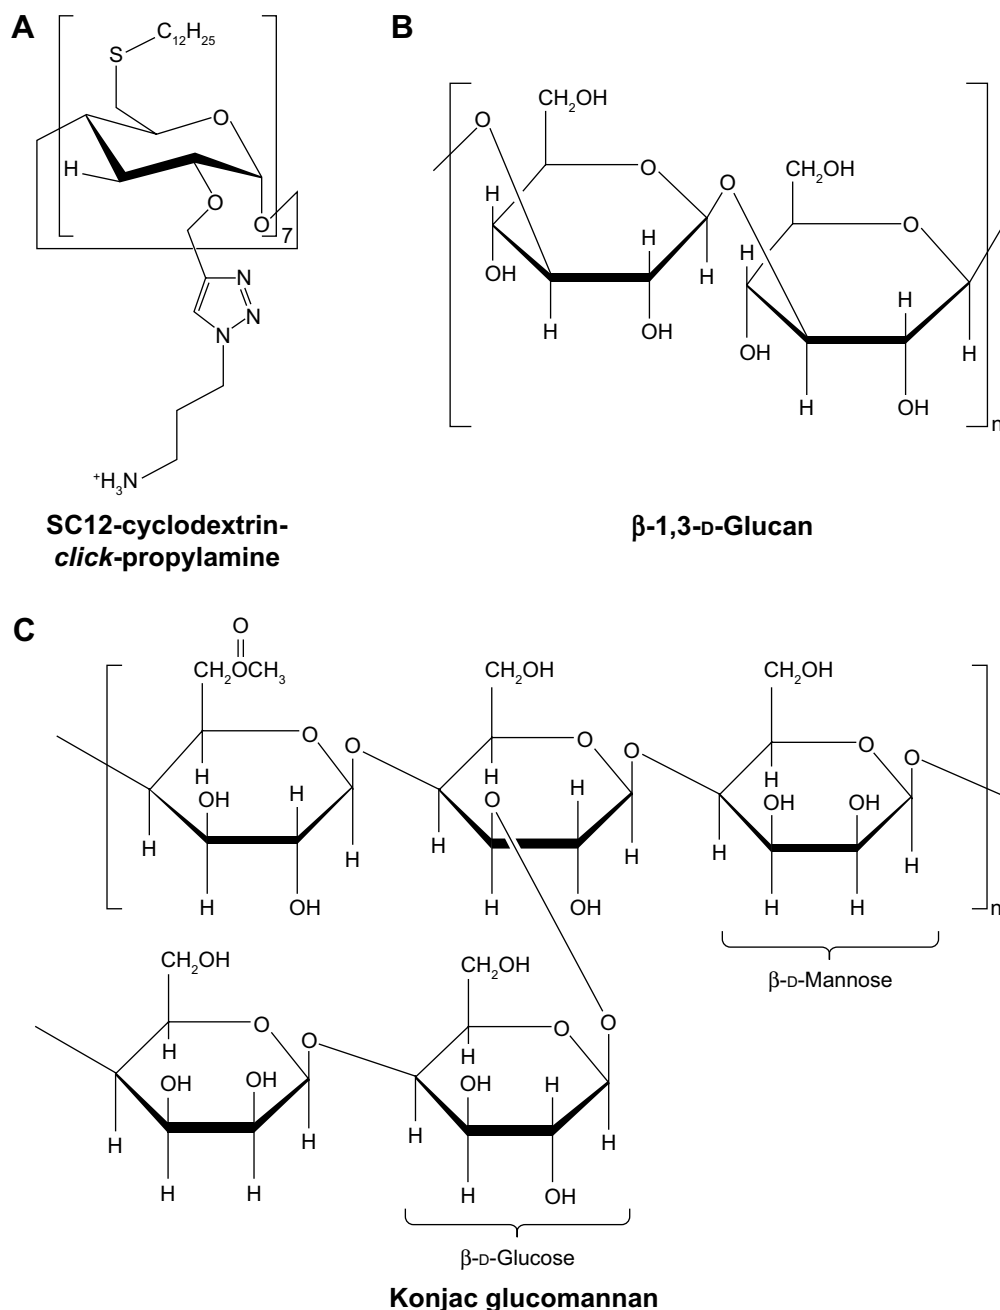 A
S
C₁₂H₂₅
O
H
O
O
7
N
N
N
⁺H₃N
SC12-cyclodextrin-
click-propylamine
B
CH₂OH
O
O
H
H
OH
H
H
OH
O
CH₂OH
O
H
H
OH
H
H
OH
n
β-1,3-D-Glucan
C
O
CH₂OCH₃
CH₂OH
CH₂OH
O
O
O
O
O
O
H
H
H
OH
H
O
H
OH
OH
H
H
H
H
H
H
H
OH
H
OH
H
H
n
β-D-Mannose
CH₂OH
CH₂OH
O
O
O
O
H
H
OH
OH
OH
H
H
H
H
H
H
H
H
OH
β-D-Glucose
Konjac glucomannan